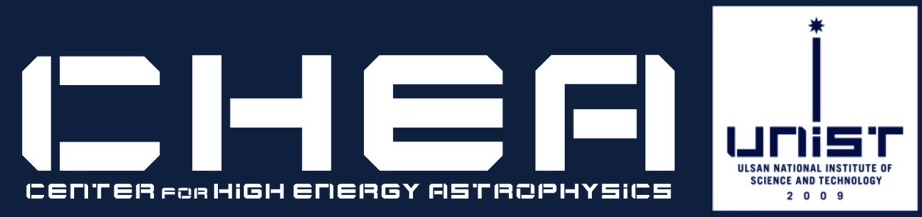 CHEA
CENTER FOR HiGH ENERGY ASTROPHYSiCS
UNiST
ULSAN NATIONAL INSTITUTE OF
SCIENCE AND TECHNOLOGY
2009